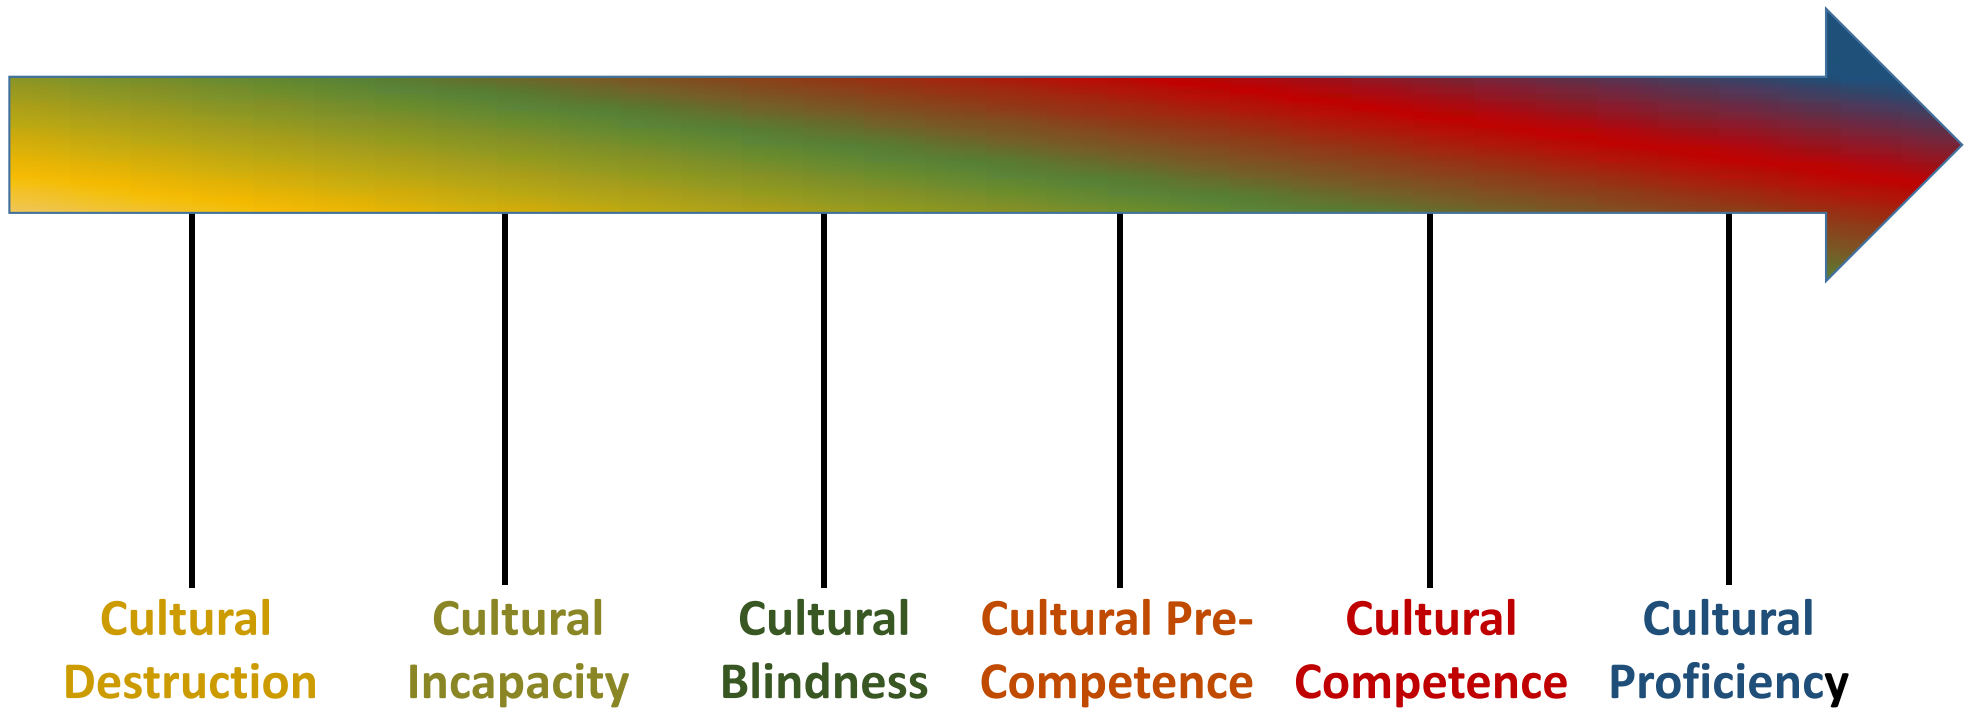 Cultural
Destruction
Cultural
Incapacity
Cultural
Blindness
Cultural Pre-
Competence
Cultural
Competence
Cultural
Proficiency